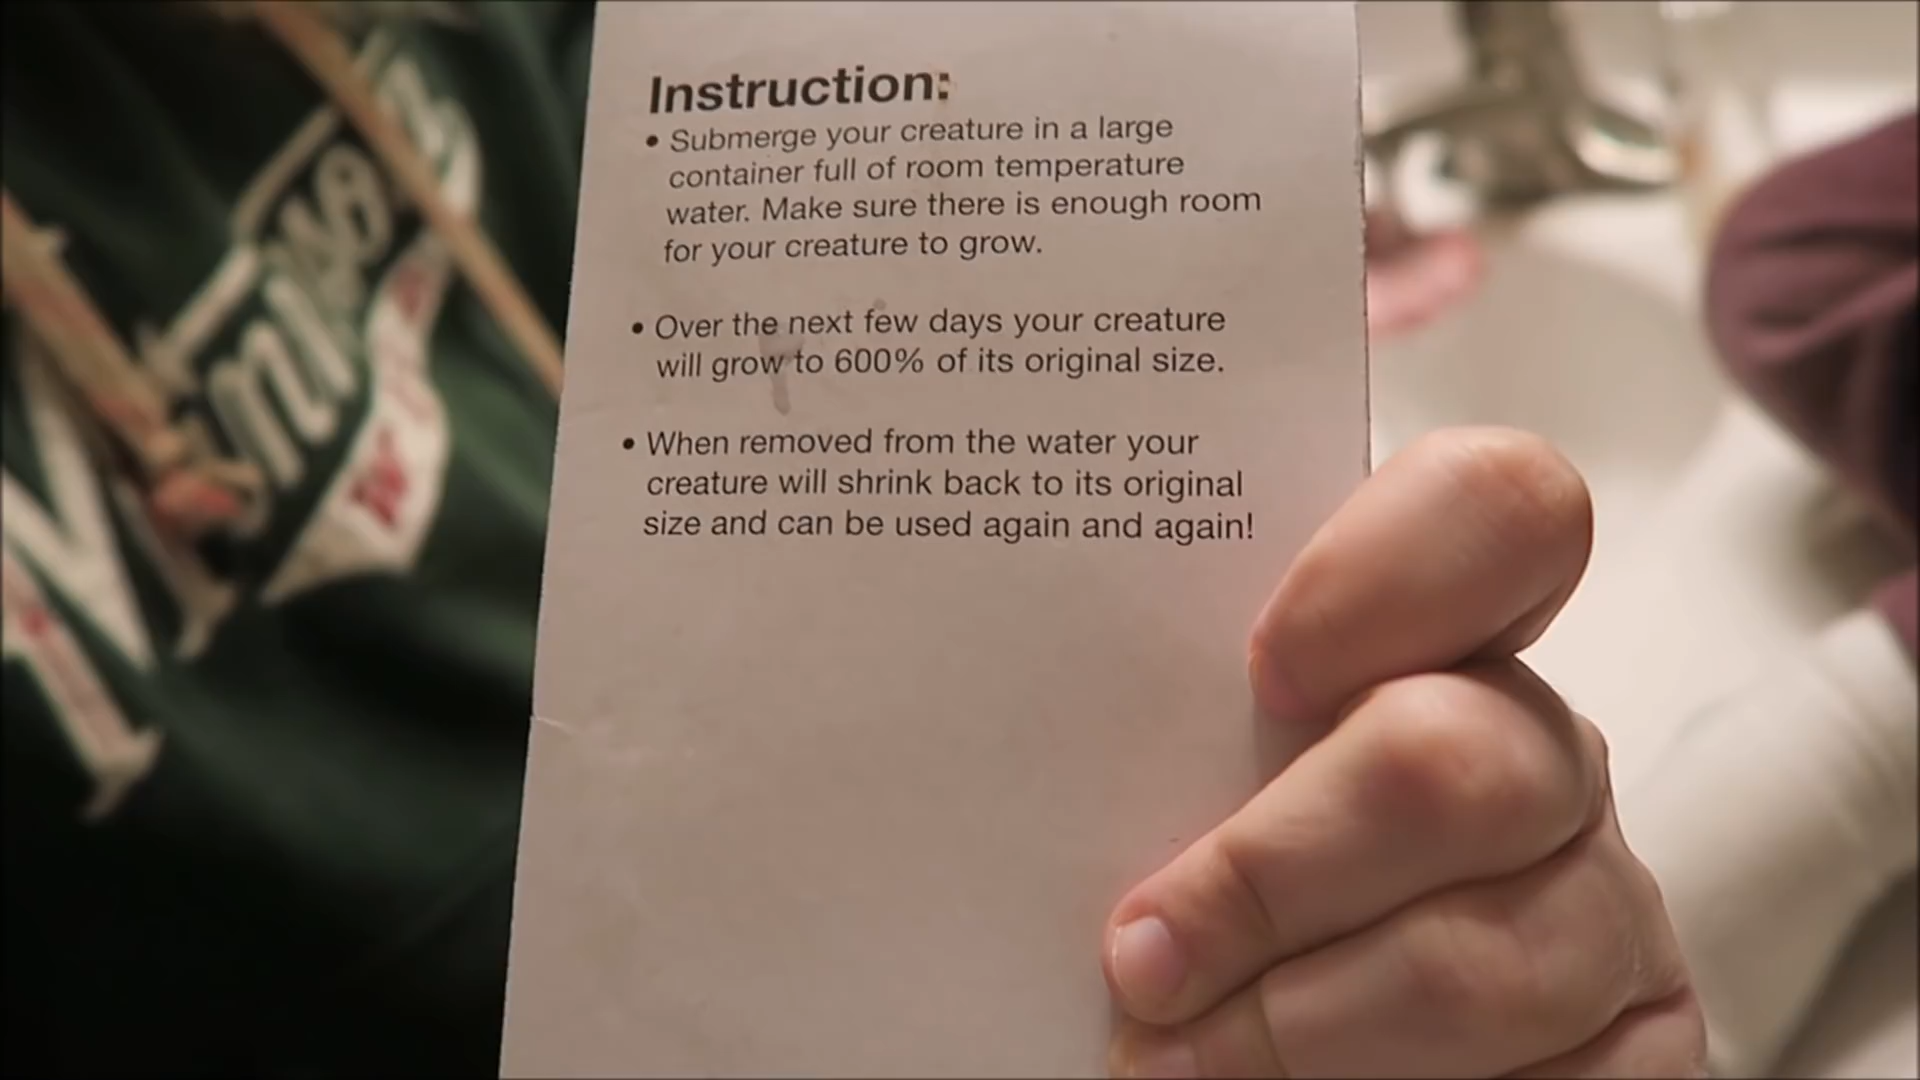 Instruction:
• Submerge your creature in a large
container full of room temperature
water. Make sure there is enough room
for your creature to grow.
• Over the next few days your creature
will grow to 600% of its original size.
• When removed from the water your
creature will shrink back to its original
size and can be used again and again!